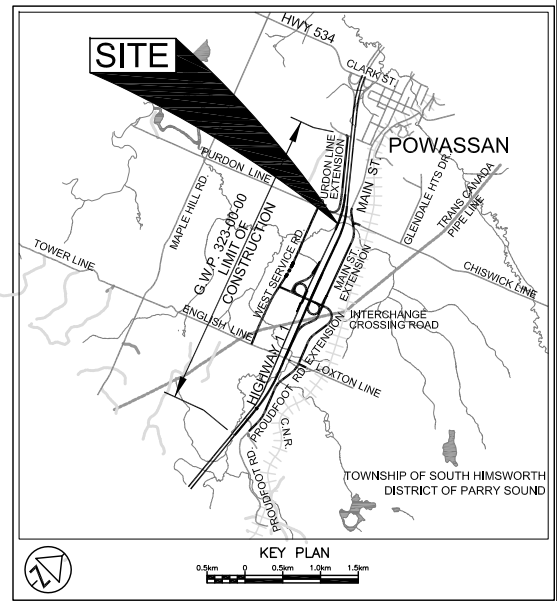 HWY 534
SITE
CLARK ST.
POWASSAN
PURDON LINE
PURDON LINE
EXTENSION
MAIN ST.
GLENDALE HTS DR.
TRANS CANADA
PIPE LINE
MAPLE HILL RD.
G.W.P. 323-00-00
LIMIT OF
CONSTRUCTION
WEST SERVICE RD.
MAIN ST.
EXTENSION
CHISWICK LINE
TOWER LINE
ENGLISH LINE
INTERCHANGE
CROSSING ROAD
HIGHWAY 11
PROUDFOOT RD. EXTENSION
LOXTON LINE
C.N.R.
PROUDFOOT RD.
TOWNSHIP OF SOUTH HIMSWORTH
DISTRICT OF PARRY SOUND
Z
KEY PLAN
0.5km 0 0.5km 1.0km 1.5km